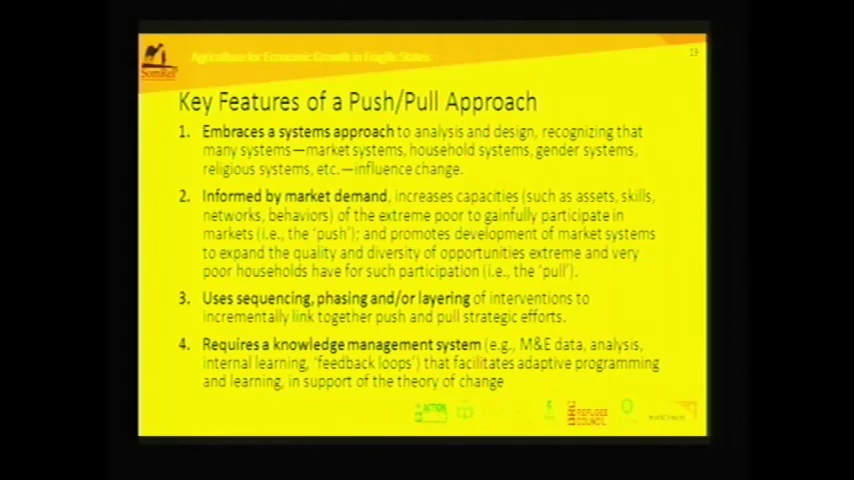 Agriculture for Economic Growth in Fragile States
13
SomReP
Key Features of a Push/Pull Approach
1. Embraces a systems approach to analysis and design, recognizing that
many systems—market systems, household systems, gender systems,
religious systems, etc.—influence change.
2. Informed by market demand, increases capacities (such as assets, skills,
networks, behaviors) of the extreme poor to gainfully participate in
markets (i.e., the 'push'); and promotes development of market systems
to expand the quality and diversity of opportunities extreme and very
poor households have for such participation (i.e., the 'pull').
3. Uses sequencing, phasing and/or layering of interventions to
incrementally link together push and pull strategic efforts.
4. Requires a knowledge management system (e.g., M&E data, analysis,
internal learning, 'feedback loops') that facilitates adaptive programming
and learning, in support of the theory of change
ACTION
REFUGEE
COUNCIL